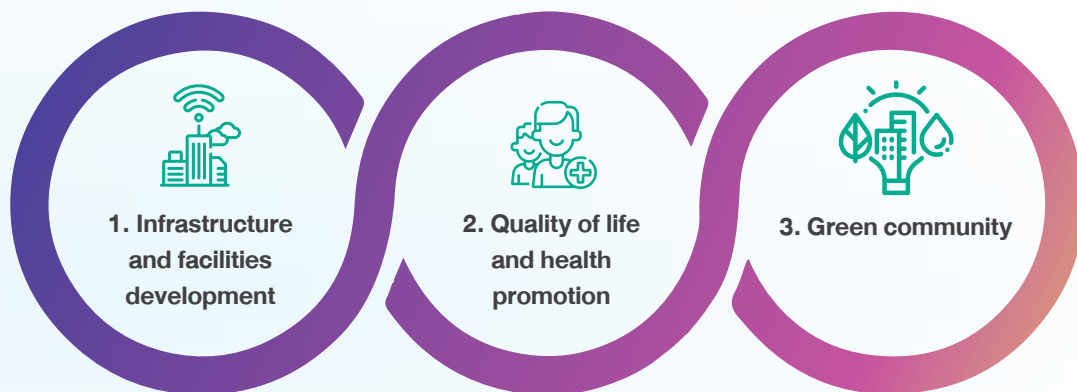 1. Infrastructure
and facilities
development
2. Quality of life
and health
promotion
3. Green community